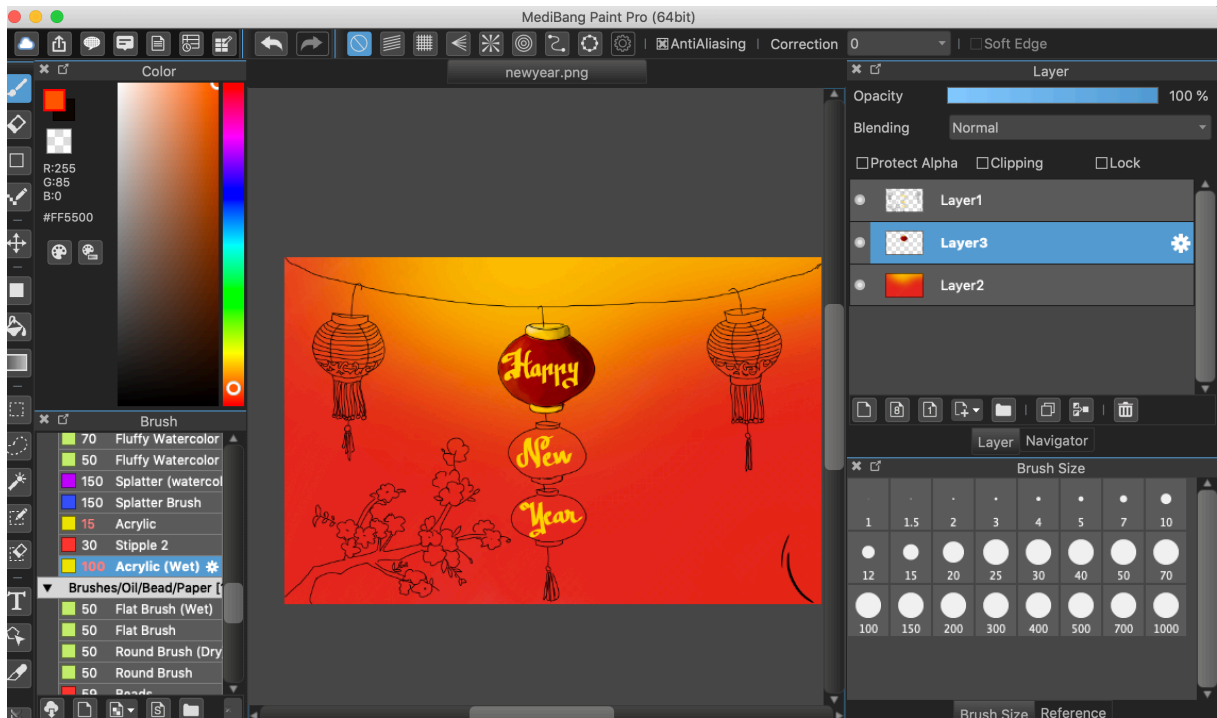 MediBang Paint Pro (64bit)
AntiAliasing
Correction
0
Soft Edge
Color
newyear.png
Layer
R:255
G:85
B:0
#FF5500
Opacity
100 %
Blending
Normal
Protect Alpha
Clipping
Lock
Layer1
Layer3
Layer2
Layer
Navigator
Happy
New
Year
Brush
70 Fluffy Watercolor
50 Fluffy Watercolor
150 Splatter (watercol
150 Splatter Brush
15 Acrylic
30 Stipple 2
100 Acrylic (Wet)
Brushes/Oil/Bead/Paper [
50 Flat Brush (Wet)
50 Flat Brush
50 Round Brush (Dry
50 Round Brush
59 Beads
Brush Size
1 1.5 2 3 4 5 7 10
12 15 20 25 30 40 50 70
100 150 200 300 400 500 700 1000
Brush Size
Reference